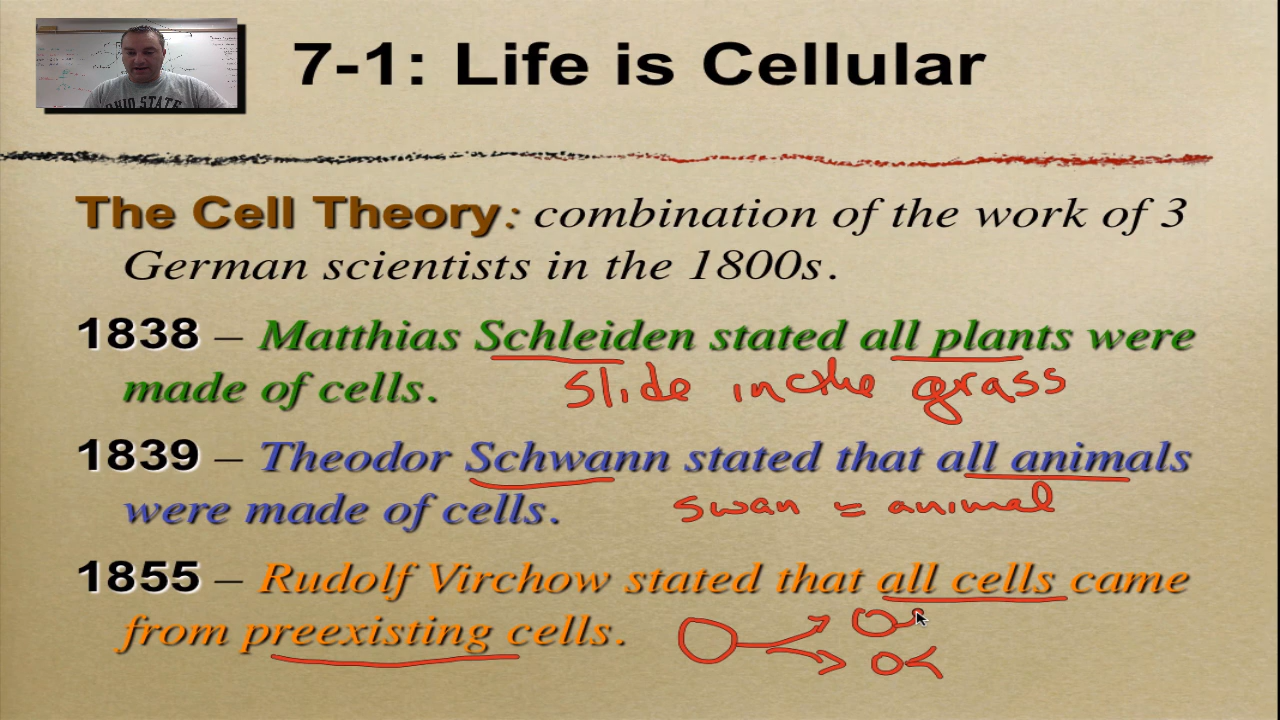 7-1: Life is Cellular
OHIO STATE
The Cell Theory: combination of the work of 3
German scientists in the 1800s.
1838 – Matthias Schleiden stated all plants were
made of cells.
slide in the grass
1839 – Theodor Schwann stated that all animals
were made of cells.
swan = animal
1855 – Rudolf Virchow stated that all cells came
from preexisting cells.